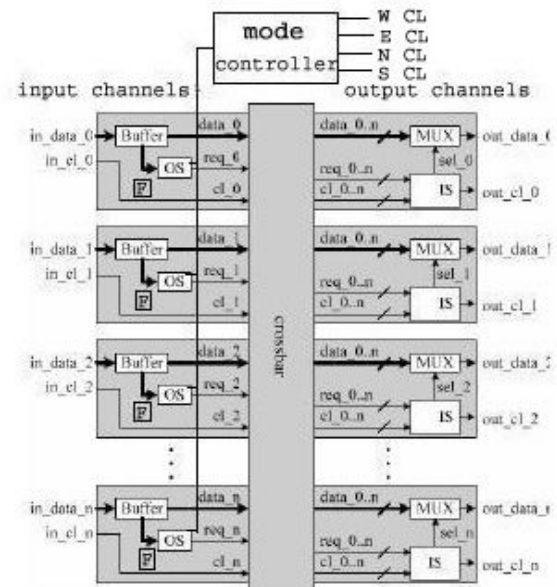 mode
controller
W CL
E CL
N CL
S CL
input channels
output channels
in_data_0
in_cl_0
Buffer
OS
F
data_0
req_0
cl_0
data_0..n
req_0..n
cl_0..n
MUX
sel_0
IS
out_data_0
out_cl_0
in_data_1
in_cl_1
Buffer
OS
F
data_1
req_1
cl_1
data_0..n
req_0..n
cl_0..n
MUX
sel_1
IS
out_data_1
out_cl_1
crossbar
in_data_2
in_cl_2
Buffer
OS
F
data_2
req_2
cl_2
data_0..n
req_0..n
cl_0..n
MUX
sel_2
IS
out_data_2
out_cl_2
in_data_n
in_cl_n
Buffer
OS
F
data_n
req_n
cl_n
data_0..n
req_0..n
cl_0..n
MUX
sel_n
IS
out_data_n
out_cl_n